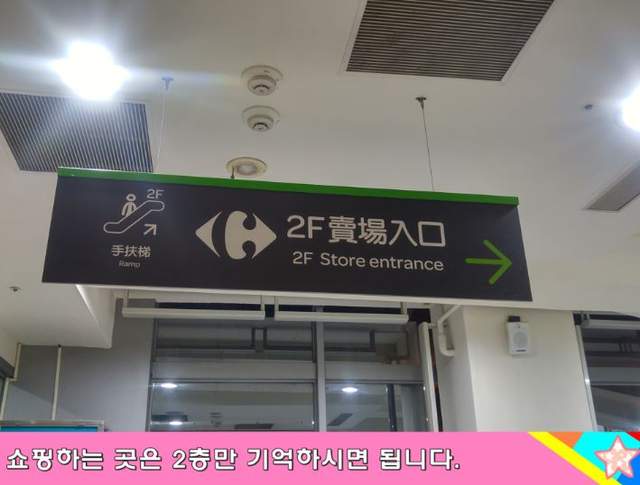 2F
手扶梯
Ramp
2F賣場入口
2F Store entrance
쇼핑하는 곳은 2층만 기억하시면 됩니다.